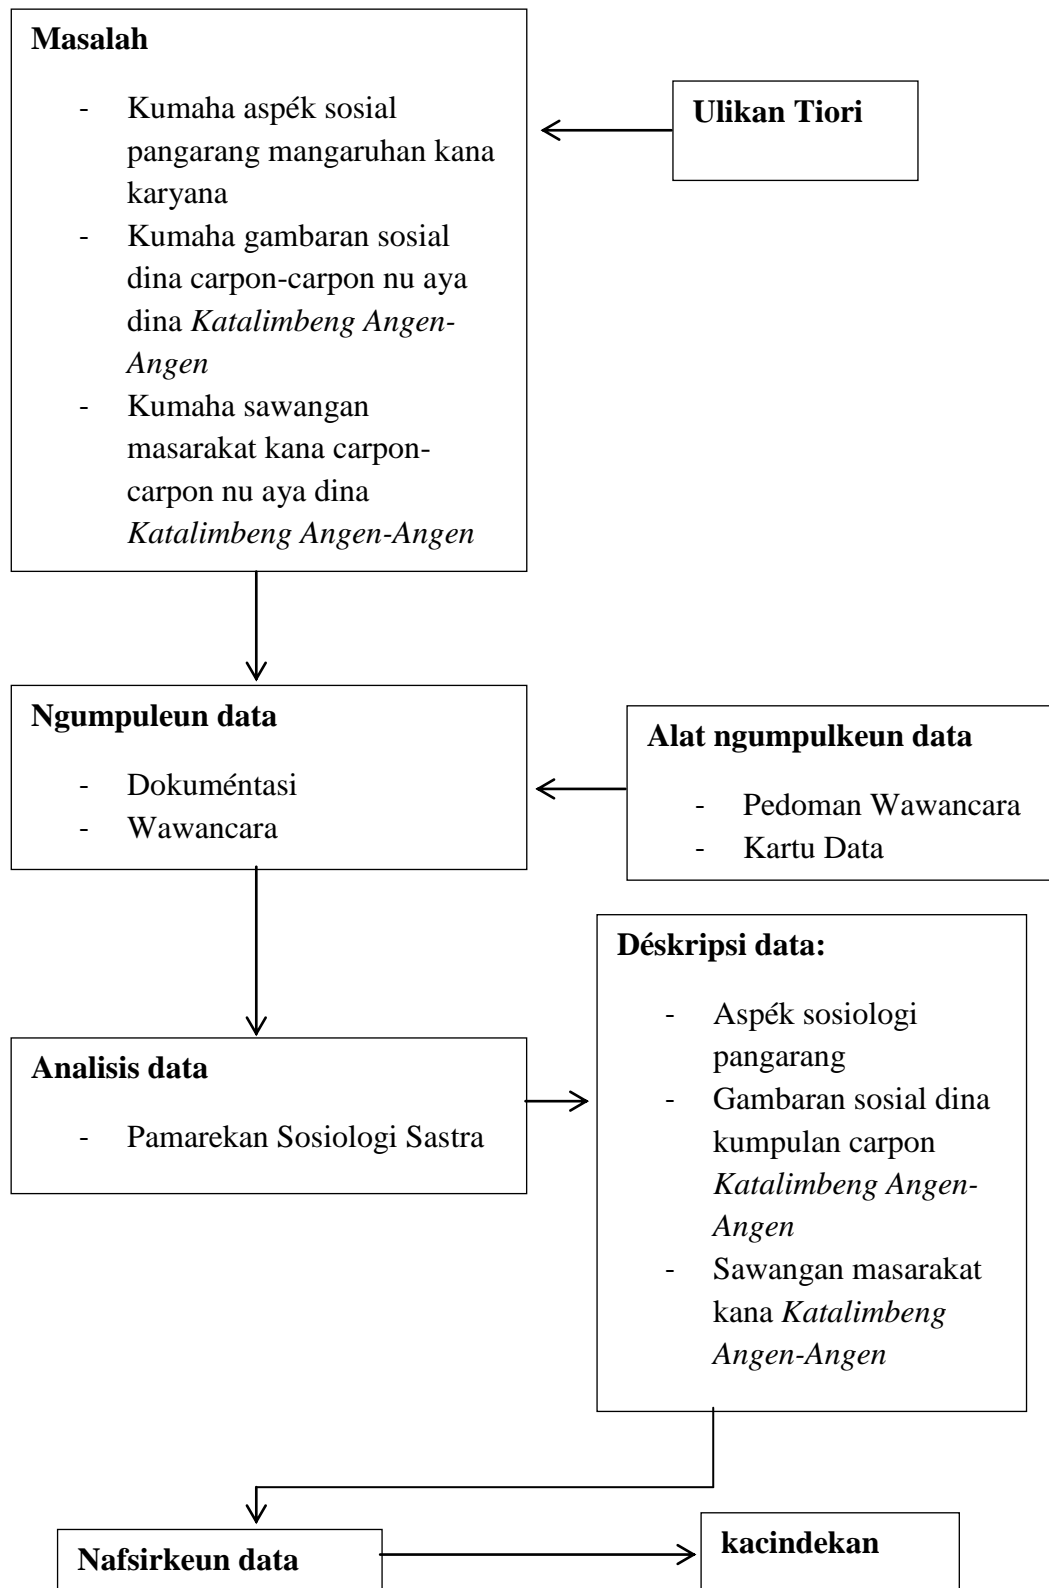 Masalah
- Kumaha aspék sosial
pangarang mangaruhan kana
karyana
- Kumaha gambaran sosial
dina carpon-carpon nu aya
dina Katalimbeng Angen-
Angen
- Kumaha sawangan
masarakat kana carpon-
carpon nu aya dina
Katalimbeng Angen-Angen
Ulikan Tiori
Ngumpuleun data
- Dokuméntasi
- Wawancara
Alat ngumpulkeun data
- Pedoman Wawancara
- Kartu Data
Analisis data
- Pamarekan Sosiologi Sastra
Déskripsi data:
- Aspék sosiologi
pangarang
- Gambaran sosial dina
kumpulan carpon
Katalimbeng Angen-
Angen
- Sawangan masarakat
kana Katalimbeng
Angen-Angen
Nafsirkeun data
kacindekan